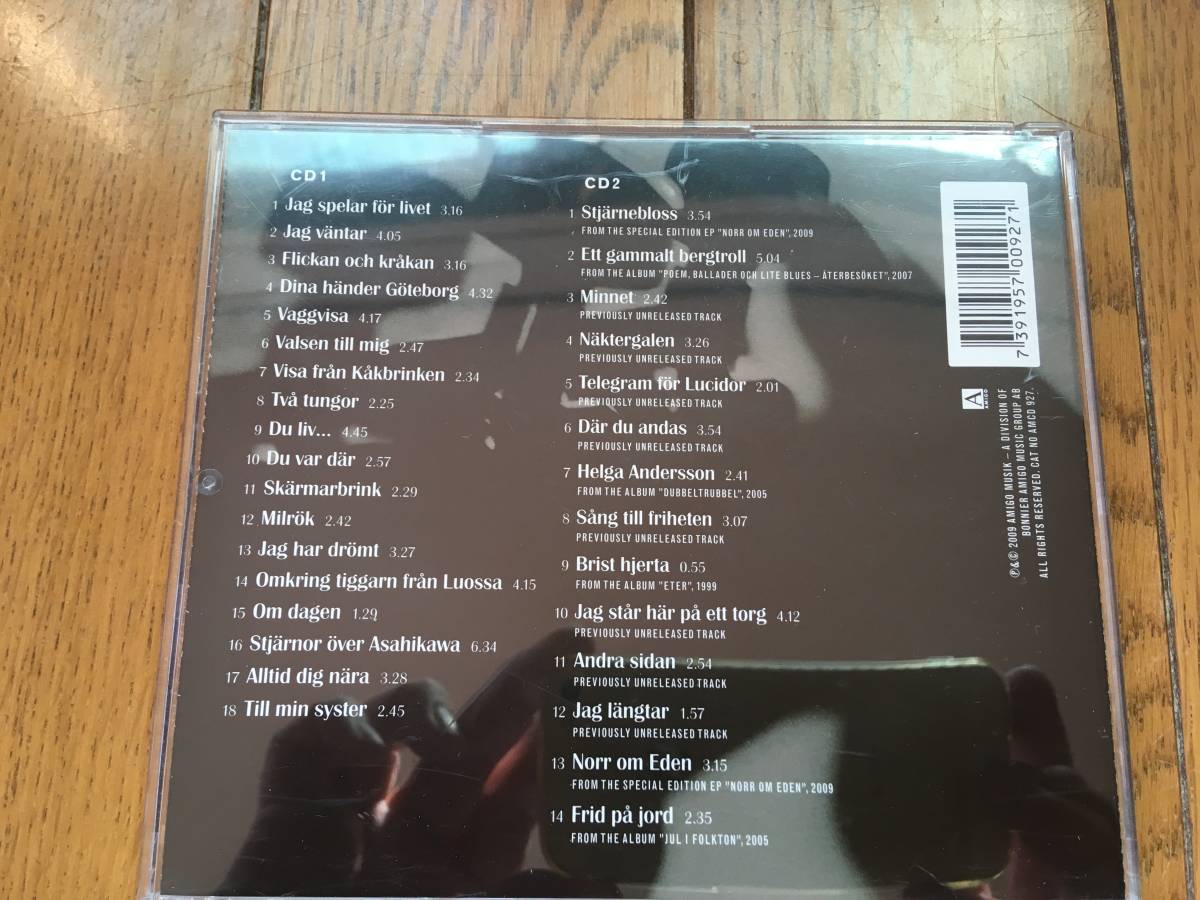 CD1
1 Jag spelar för livet 3.16
2 Jag väntar 4.05
3 Flickan och kråkan 3.16
4 Dina händer Göteborg 4.32
5 Vaggvisa 4.17
6 Valsen till mig 2.47
7 Visa från Kåkbrinken 2.34
8 Två tungor 2.25
9 Du liv... 4.45
10 Du var där 2.57
11 Skärmarbrink 2.29
12 Milrök 2.42
13 Jag har drömt 3.27
14 Omkring tiggarn från Luossa 4.15
15 Om dagen 1.29
16 Stjärnor över Asahikawa 6.34
17 Alltid dig nära 3.28
18 Till min syster 2.45
CD2
1 Stjärnebloss 3.54
FROM THE SPECIAL EDITION EP "NORR OM EDEN", 2009
2 Ett gammalt bergtroll 5.04
FROM THE ALBUM "POEM, BALLADER OCH LITE BLUES – ÅTERBESÖKET", 2007
3 Minnet 2.42
PREVIOUSLY UNRELEASED TRACK
4 Näktergalen 3.26
PREVIOUSLY UNRELEASED TRACK
5 Telegram för Lucidor 2.01
PREVIOUSLY UNRELEASED TRACK
6 Där du andas 3.54
PREVIOUSLY UNRELEASED TRACK
7 Helga Andersson 2.41
FROM THE ALBUM "DUBBELTRUBBEL", 2005
8 Sång till friheten 3.07
PREVIOUSLY UNRELEASED TRACK
9 Brist hjerta 0.55
FROM THE ALBUM "ETER", 1999
10 Jag står här på ett torg 4.12
PREVIOUSLY UNRELEASED TRACK
11 Andra sidan 2.54
PREVIOUSLY UNRELEASED TRACK
12 Jag längtar 1.57
PREVIOUSLY UNRELEASED TRACK
13 Norr om Eden 3.15
FROM THE SPECIAL EDITION EP "NORR OM EDEN", 2009
14 Frid på jord 2.35
FROM THE ALBUM "JUL I FOLKTON", 2005
7 391957 009271
A
AMIGO
℗&© 2009 AMIGO MUSIK – A DIVISION OF
BONNIER AMIGO MUSIC GROUP AB
ALL RIGHTS RESERVED. CAT NO AMCD 927.